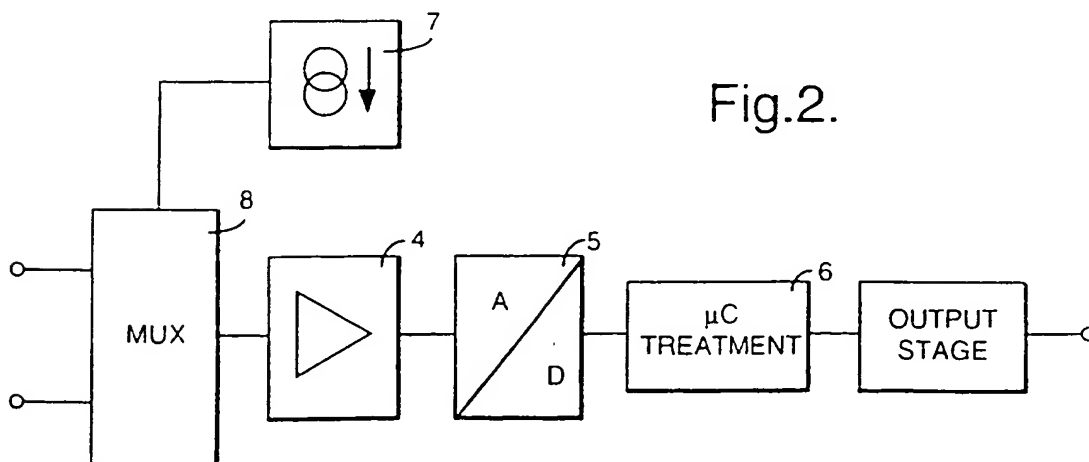 7
Fig.2.
8
MUX
4
5
A
D
6
μC
TREATMENT
OUTPUT
STAGE